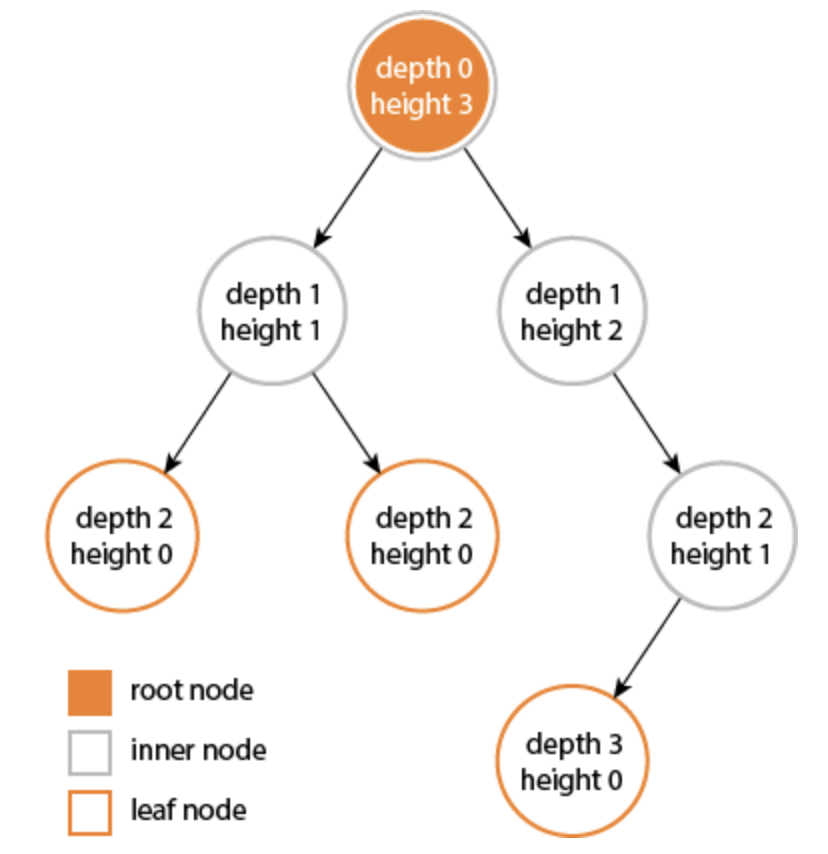 depth 0
height 3
depth 1
height 1
depth 1
height 2
depth 2
height 0
depth 2
height 0
depth 2
height 1
depth 3
height 0
root node
inner node
leaf node